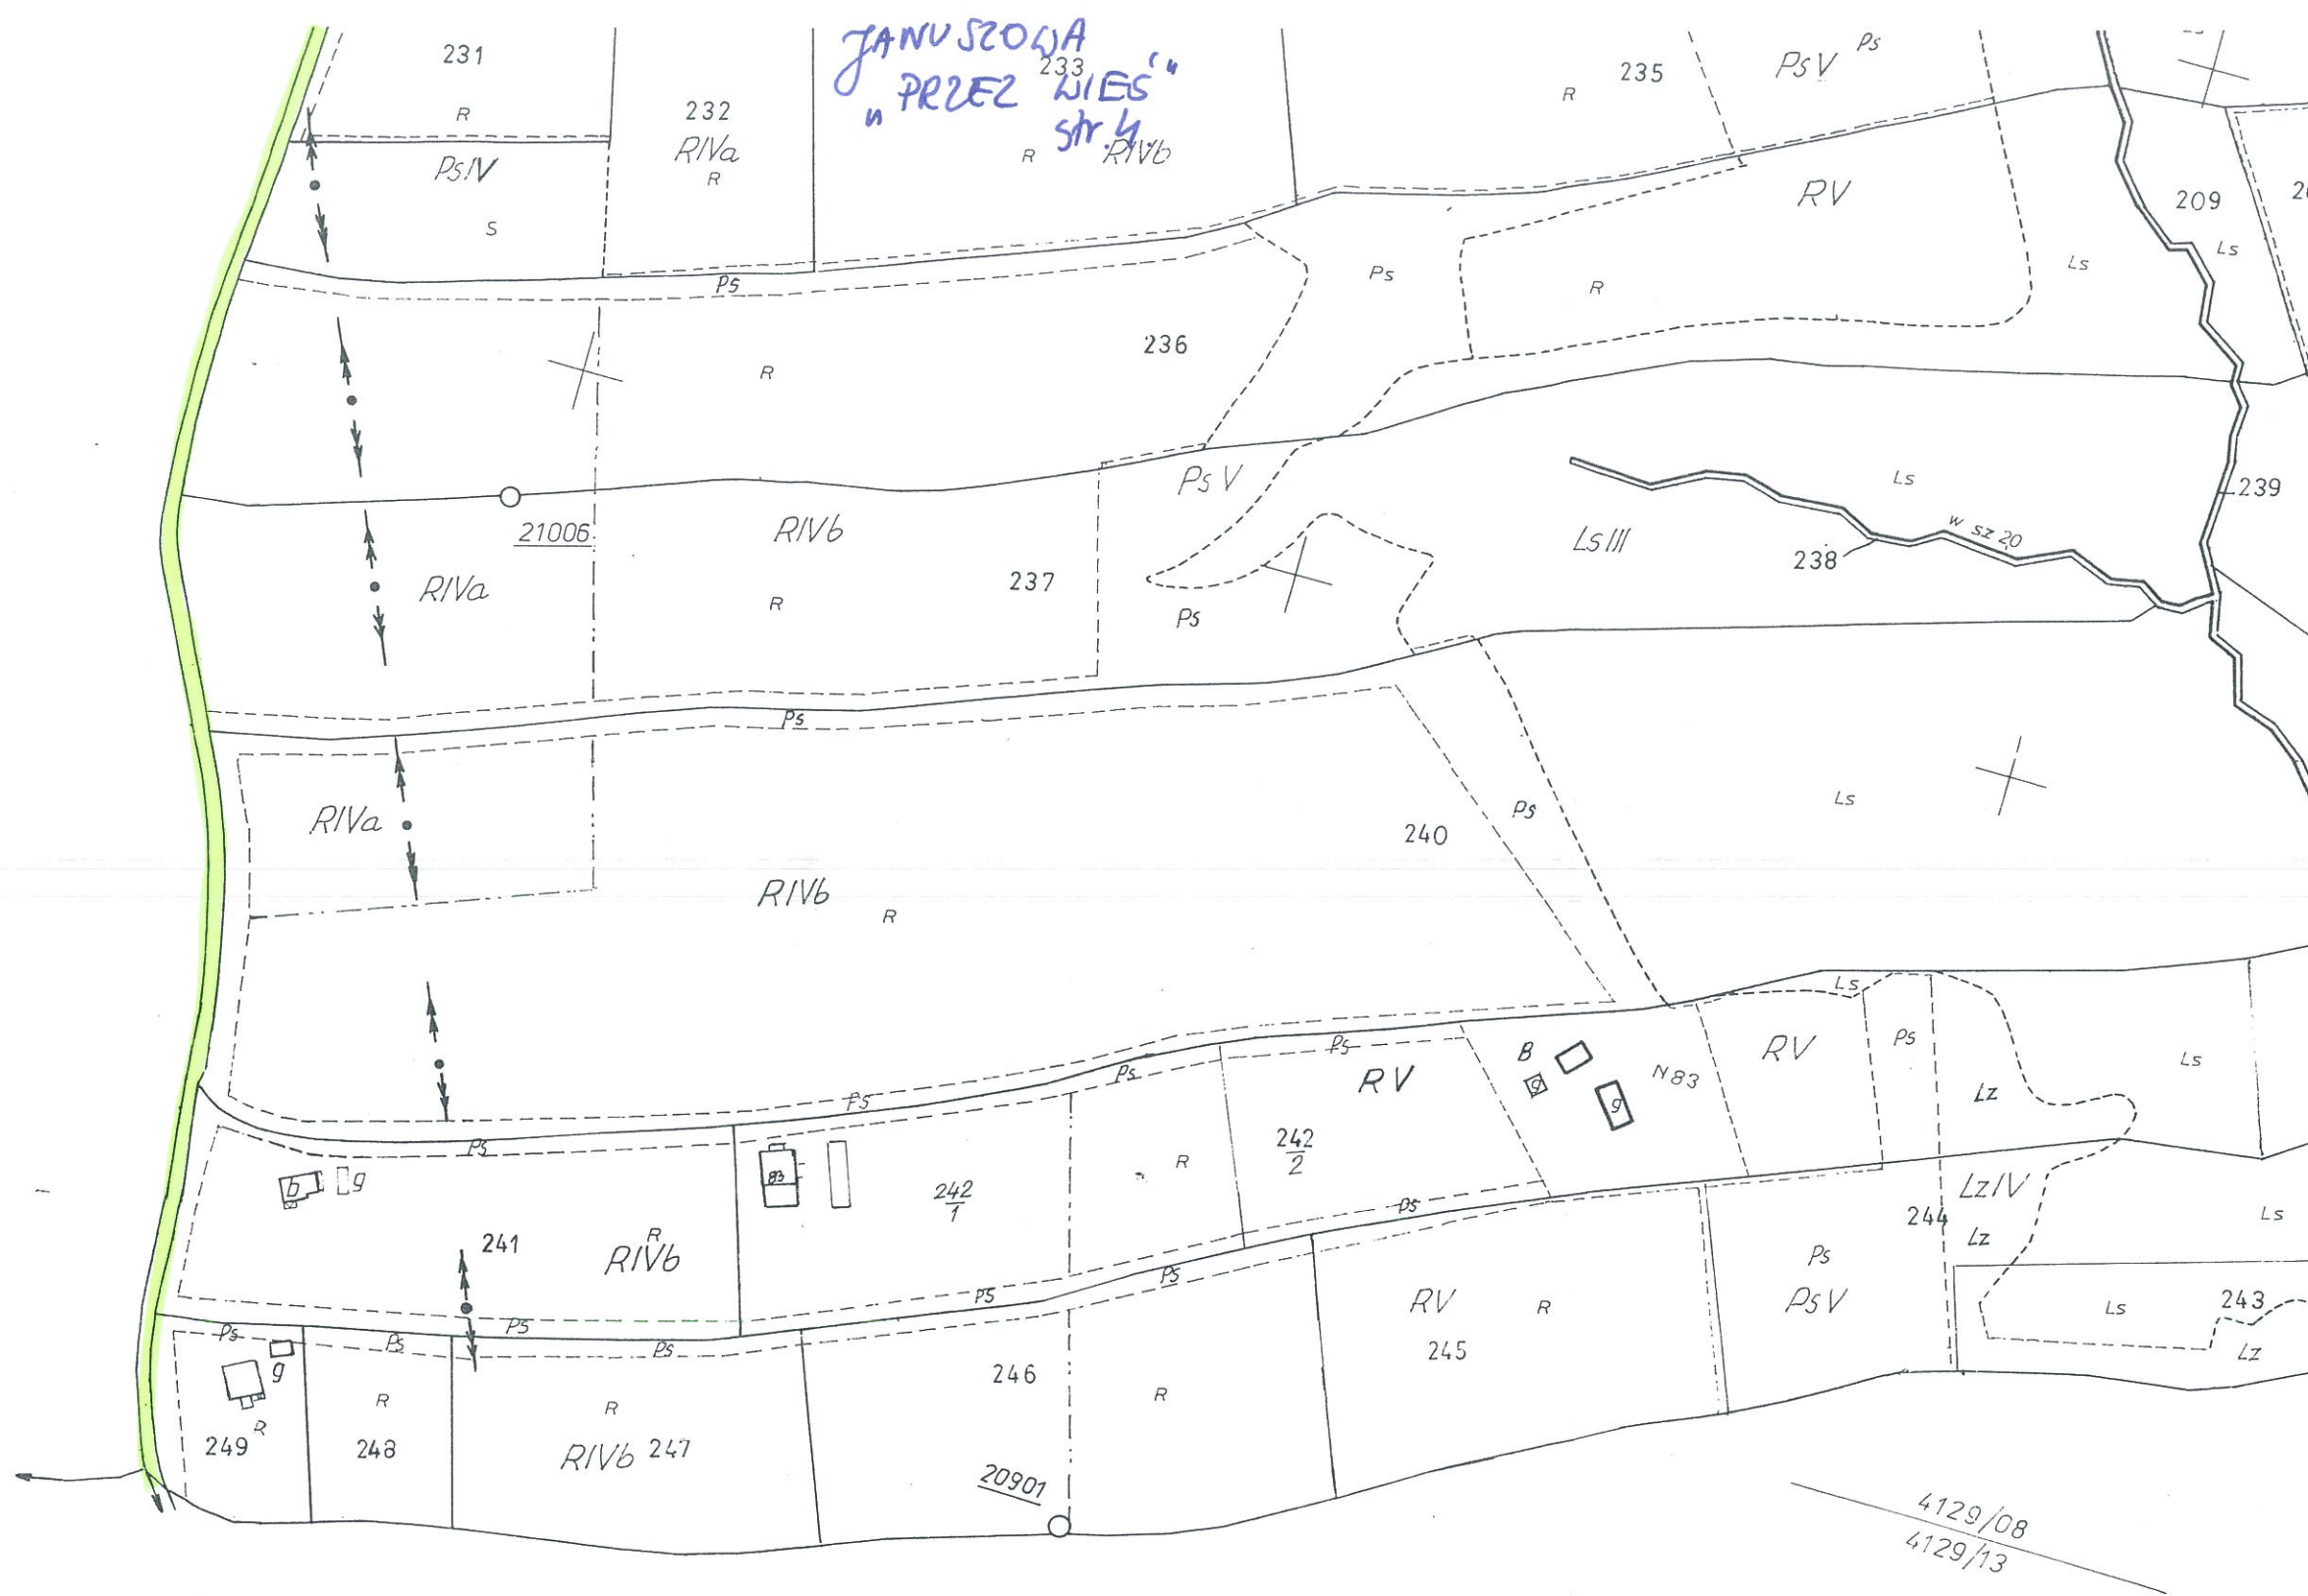 JANUSZOWA
„PRZEZ WIEŚ”
str. 4.
231
R
232
RIVa
R
233
R
RIVb
235
R
PsV
Ps
PsIV
S
RV
209
Ls
Ls
Ps
Ps
R
236
R
PsV
Ls
239
21006
RIVb
LsIII
w sz 20
238
RIVa
R
237
Ps
Ps
RIVa
240
Ps
Ls
RIVb
R
Ls
Ps
RV
B
g
g
N83
RV
Ps
Ls
Ps
Ps
Lz
Ps
b
g
83
242/1
R
242/2
LzIV
244
Ls
241
R
RIVb
Ps
Lz
Ps
Ps
PsV
Ps
Ps
RV
R
Ls
243
Ps
Ps
Ps
Lz
g
245
R
249
R
248
R
RIVb
247
246
R
20901
4129/08
4129/13